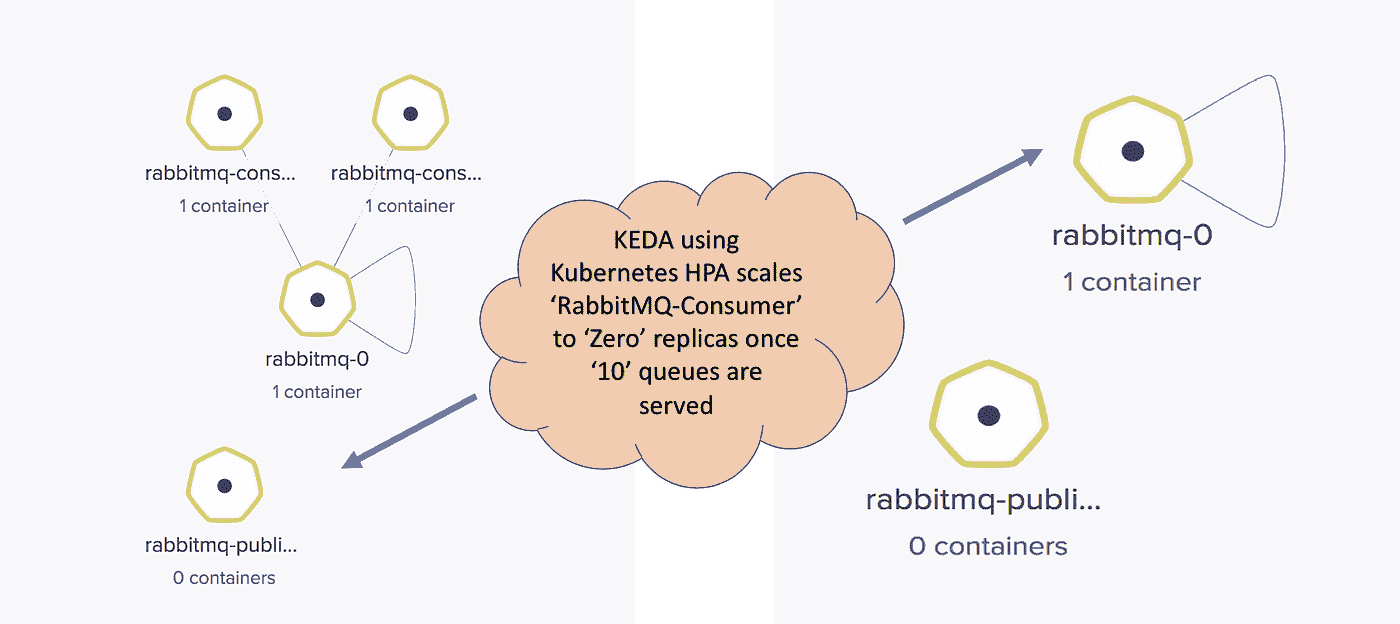 rabbitmq-cons...
1 container
rabbitmq-cons...
1 container
rabbitmq-0
1 container
rabbitmq-publi...
0 containers
KEDA using
Kubernetes HPA scales
‘RabbitMQ-Consumer’
to ‘Zero’ replicas once
‘10’ queues are
served
rabbitmq-0
1 container
rabbitmq-publi...
0 containers